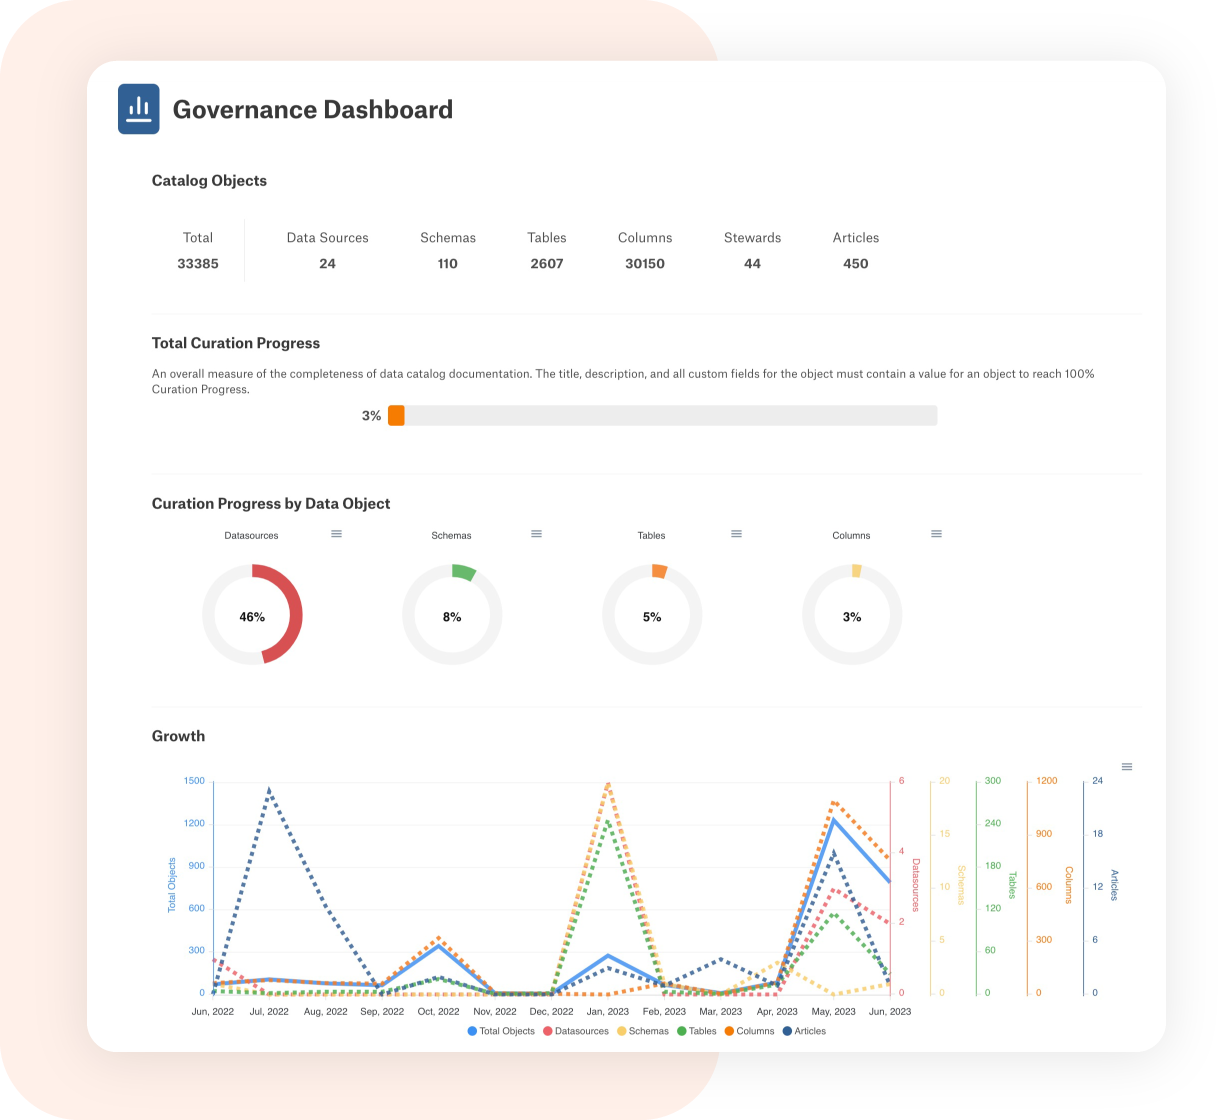 Governance Dashboard
Catalog Objects
Total Data Sources Schemas Tables Columns Stewards Articles
33385 24 110 2607 30150 44 450
Total Curation Progress
An overall measure of the completeness of data catalog documentation. The title, description, and all custom fields for the object must contain a value for an object to reach 100%
Curation Progress.
3%
Curation Progress by Data Object
Datasources Schemas Tables Columns
46% 8% 5% 3%
Growth
1500 6 20 300 1200 24
1200 240
15 900 18
900 4 180
Total Objects Datasources Schemas Tables Columns Articles
10 600 12
600 2 120
5 300 6
300 60
0 0 0 0 0 0
Jun, 2022 Jul, 2022 Aug, 2022 Sep, 2022 Oct, 2022 Nov, 2022 Dec, 2022 Jan, 2023 Feb, 2023 Mar, 2023 Apr, 2023 May, 2023 Jun, 2023
Total Objects Datasources Schemas Tables Columns Articles